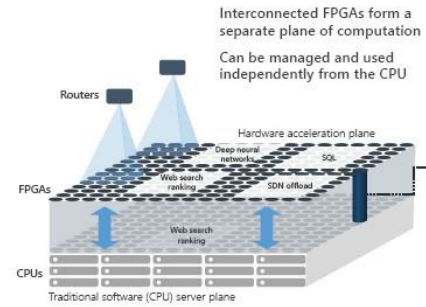 Interconnected FPGAs form a
separate plane of computation
Can be managed and used
independently from the CPU
Routers
Hardware acceleration plane
Deep neural
networks
SQL
Web search
ranking
SDN offload
FPGAs
Web search
ranking
CPUs
Traditional software (CPU) server plane